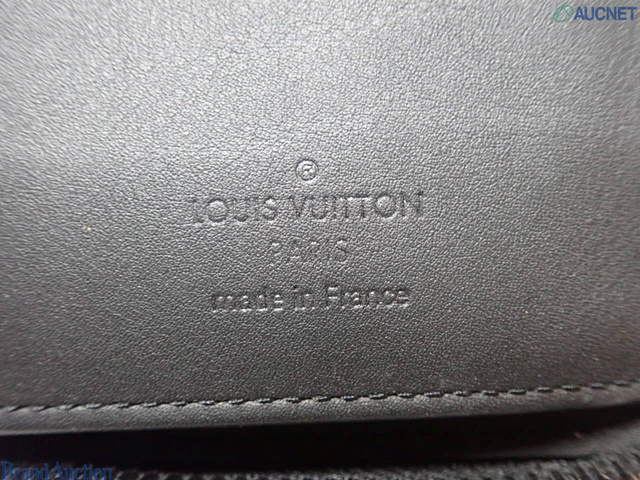 AUCNET
®
LOUIS VUITTON
PARIS
made in France
Brand Auction